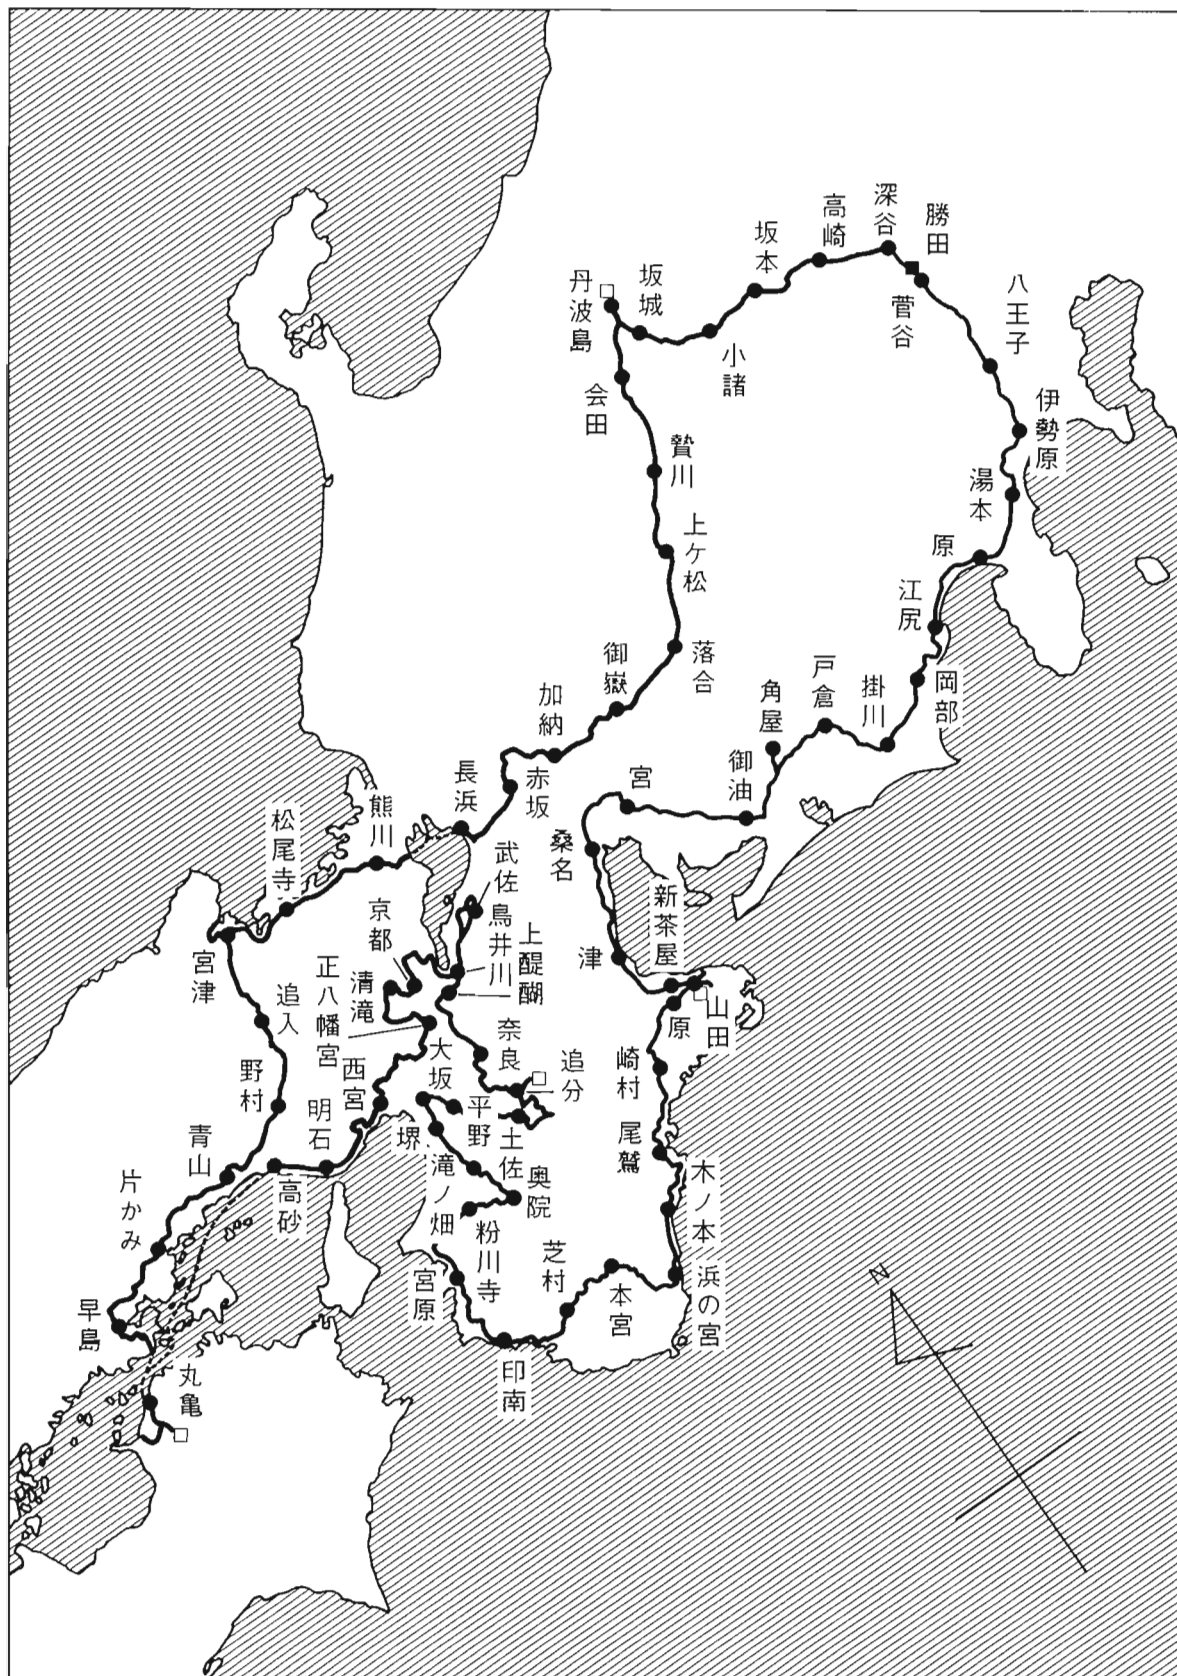 深谷
勝田
高崎
坂本
坂城
丹波島
菅谷
八王子
小諸
会田
伊勢原
贄川
湯本
上ケ松
原
江尻
御嶽
落合
戸倉
掛川
岡部
加納
角屋
御油
長浜
赤坂
宮
熊川
松尾寺
桑名
武佐
鳥井川
新茶屋
京都
上醍醐
津
宮津
清滝
正八幡宮
追入
原
山田
奈良
大坂
追分
崎村
野村
西宮
明石
堺
平野
土佐
尾鷲
青山
滝ノ畑
奥院
木ノ本
片かみ
高砂
粉川寺
芝村
宮原
本宮
浜の宮
早島
N
印南
丸亀